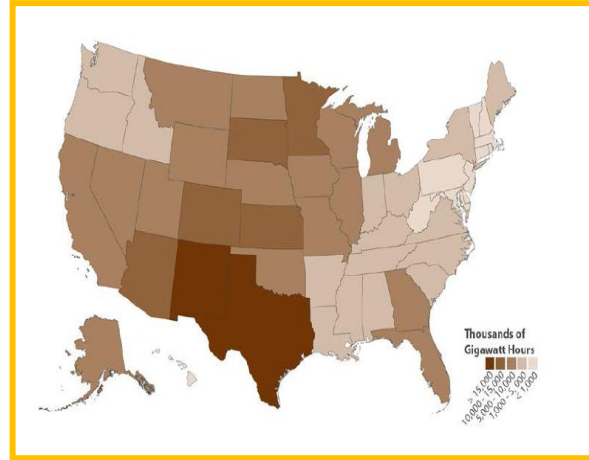 Thousands of
Gigawatt Hours
> 15,000
10,000 - 15,000
5,000 - 10,000
1,000 - 5,000
≤ 1,000